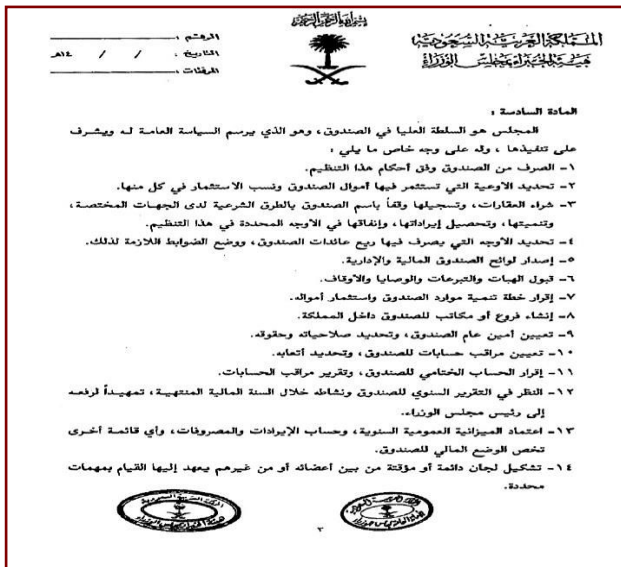 بسم الله الرحمن الرحيم
المملكة العربية السعودية
هيئة الخبراء بمجلس الوزراء
الرقم :
التاريخ : / / ١٤هـ
المرفقات :
المادة السادسة :
المجلس هو السلطة العليا في الصندوق، وهو الذي يرسم السياسة العامة له ويشرف
على تنفيذها ، وله على وجه خاص ما يلي :
١- الصرف من الصندوق وفق أحكام هذا التنظيم.
٢- تحديد الأوعية التي تستثمر فيها أموال الصندوق ونسب الاستثمار في كل منها.
٣- شراء العقارات، وتسجيلها وقفاً باسم الصندوق بالطرق الشرعية لدى الجهات المختصة،
وتنميتها، وتحصيل إيراداتها، وإنفاقها في الأوجه المحددة في هذا التنظيم.
٤- تحديد الأوجه التي يصرف فيها ريع عائدات الصندوق، ووضع الضوابط اللازمة لذلك.
٥- إصدار لوائح الصندوق المالية والإدارية.
٦- قبول الهبات والتبرعات والوصايا والأوقاف.
٧- إقرار خطة تنمية موارد الصندوق واستثمار أمواله.
٨- إنشاء فروع أو مكاتب للصندوق داخل المملكة.
٩- تعيين أمين عام الصندوق، وتحديد صلاحياته وحقوقه.
١٠- تعيين مراقب حسابات للصندوق، وتحديد أتعابه.
١١- إقرار الحساب الختامي للصندوق، وتقرير مراقب الحسابات.
١٢- النظر في التقرير السنوي للصندوق ونشاطه خلال السنة المالية المنتهية، تمهيداً لرفعه
إلى رئيس مجلس الوزراء.
١٣- اعتماد الميزانية العمومية السنوية، وحساب الإيرادات والمصروفات، وأي قائمة أخرى
تخص الوضع المالي للصندوق.
١٤- تشكيل لجان دائمة أو مؤقتة من بين أعضائه أو من غيرهم يعهد إليها القيام بمهمات
محددة.
٣